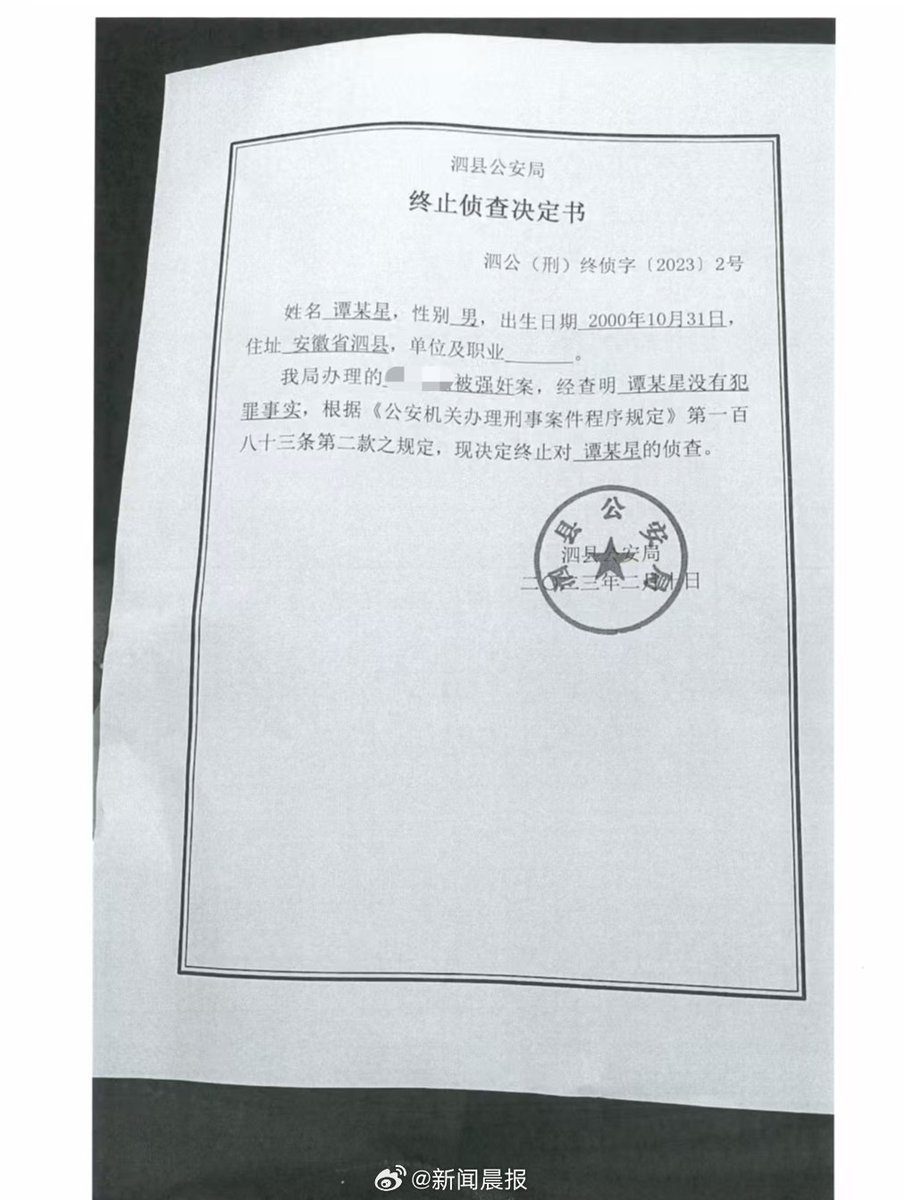 泗县公安局
终止侦查决定书
泗公（刑）终侦字〔2023〕2号
姓名 谭某星，性别 男，出生日期 2000年10月31日，
住址 安徽省泗县，单位及职业______。
我局办理的 被强奸案，经查明 谭某星没有犯
罪事实，根据《公安机关办理刑事案件程序规定》第一百
八十三条第二款之规定，现决定终止对 谭某星的侦查。
泗县公安局
泗县公安局
二〇二三年二月十日
@新闻晨报